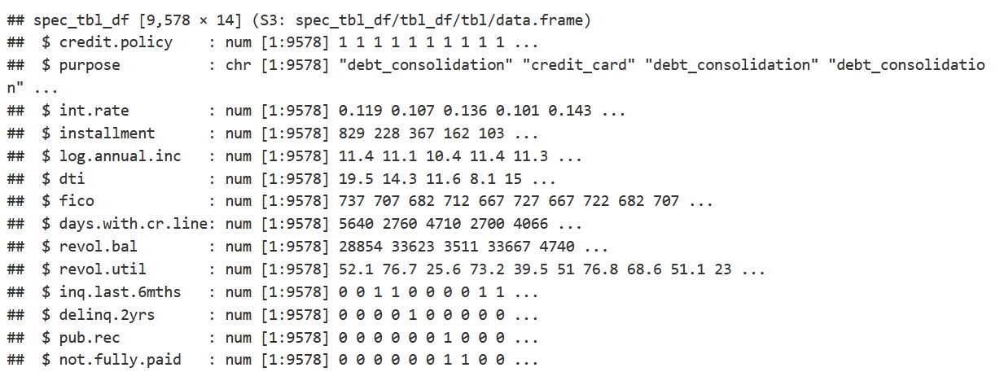 ## spec_tbl_df [9,578 × 14] (S3: spec_tbl_df/tbl_df/tbl/data.frame)
##  $ credit.policy    : num [1:9578] 1 1 1 1 1 1 1 1 1 1 ...
##  $ purpose          : chr [1:9578] "debt_consolidation" "credit_card" "debt_consolidation" "debt_consolidatio
n" ...
##  $ int.rate         : num [1:9578] 0.119 0.107 0.136 0.101 0.143 ...
##  $ installment      : num [1:9578] 829 228 367 162 103 ...
##  $ log.annual.inc   : num [1:9578] 11.4 11.1 10.4 11.4 11.3 ...
##  $ dti              : num [1:9578] 19.5 14.3 11.6 8.1 15 ...
##  $ fico             : num [1:9578] 737 707 682 712 667 727 667 722 682 707 ...
##  $ days.with.cr.line: num [1:9578] 5640 2760 4710 2700 4066 ...
##  $ revol.bal        : num [1:9578] 28854 33623 3511 33667 4740 ...
##  $ revol.util       : num [1:9578] 52.1 76.7 25.6 73.2 39.5 51 76.8 68.6 51.1 23 ...
##  $ inq.last.6mths   : num [1:9578] 0 0 1 1 0 0 0 0 1 1 ...
##  $ delinq.2yrs      : num [1:9578] 0 0 0 0 1 0 0 0 0 0 ...
##  $ pub.rec          : num [1:9578] 0 0 0 0 0 0 1 0 0 0 ...
##  $ not.fully.paid   : num [1:9578] 0 0 0 0 0 0 1 1 0 0 ...